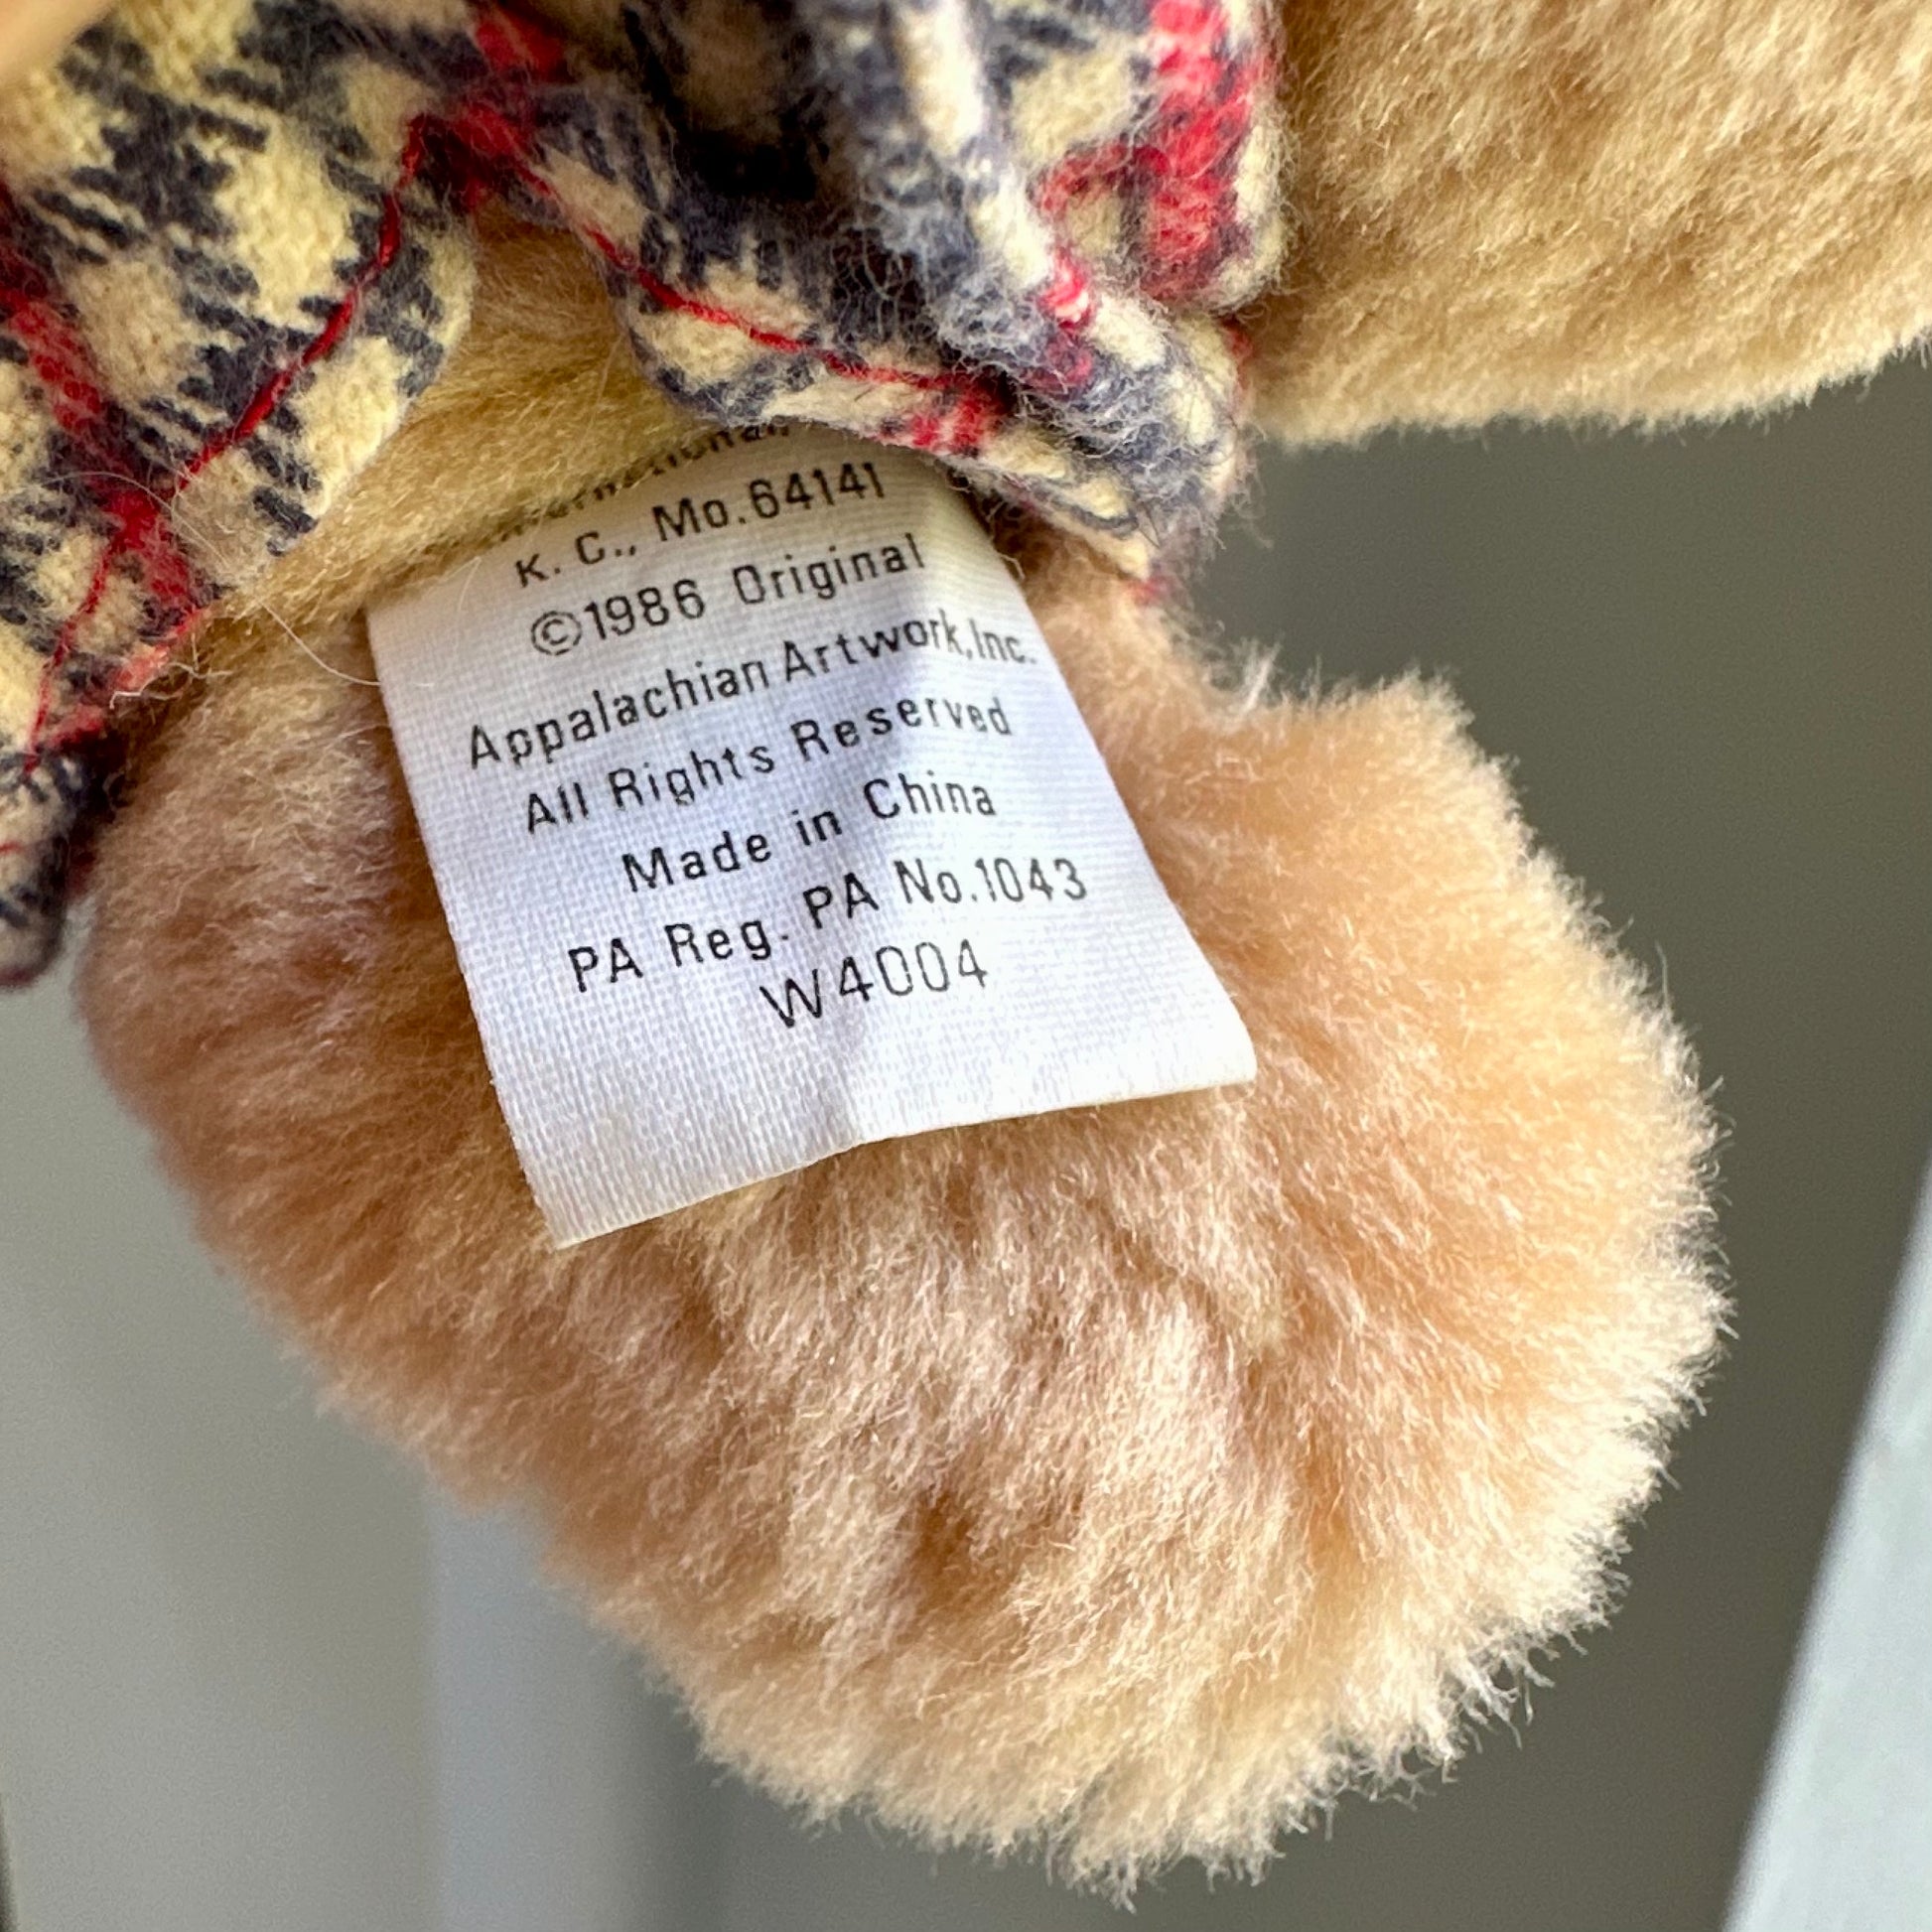 International,
K. C., Mo. 64141
©1986 Original
Appalachian Artwork, Inc.
All Rights Reserved
Made in China
PA Reg. PA No. 1043
W4004